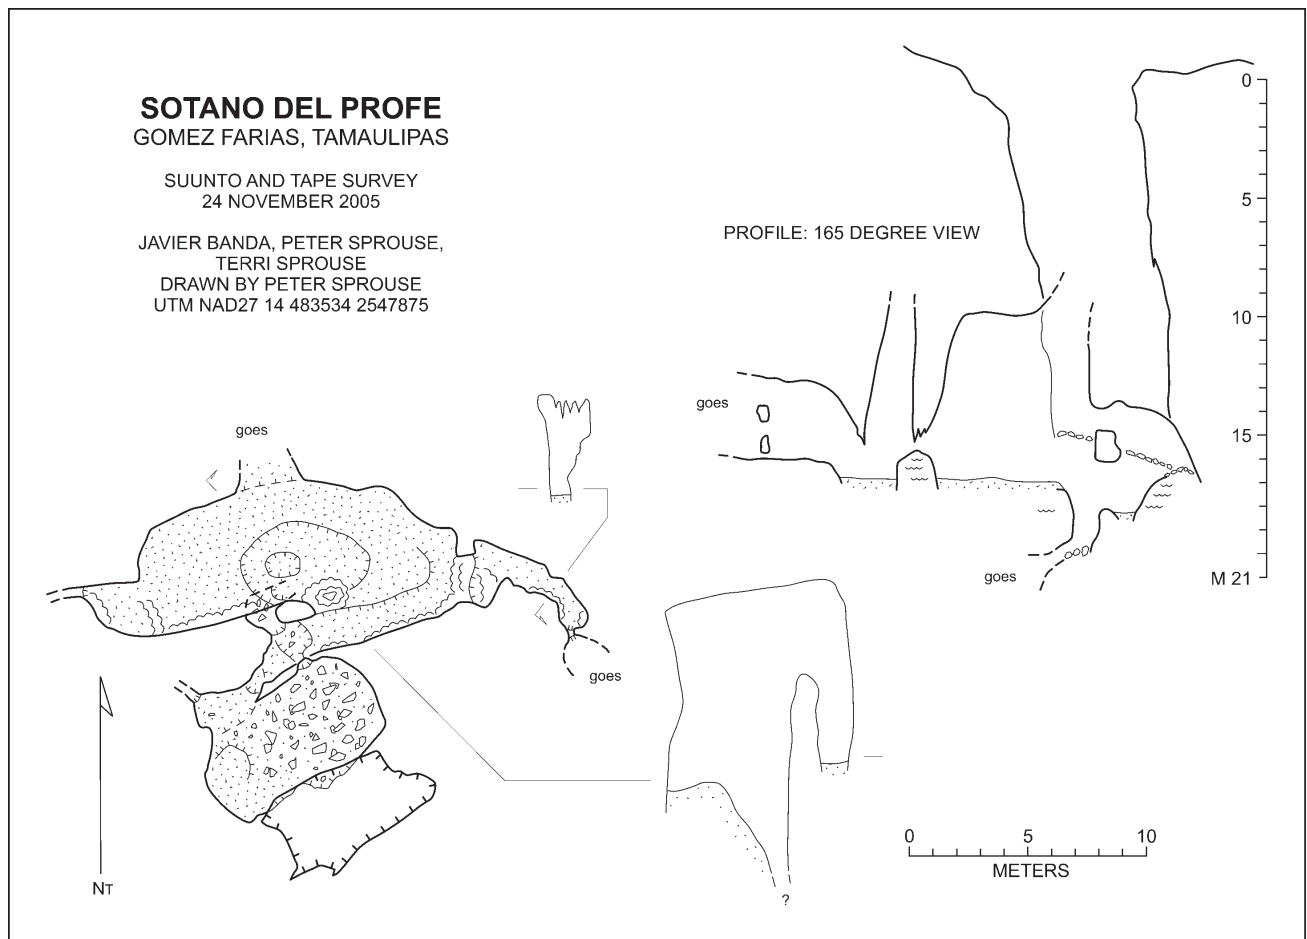 SOTANO DEL PROFE
GOMEZ FARIAS, TAMAULIPAS
SUUNTO AND TAPE SURVEY
24 NOVEMBER 2005
JAVIER BANDA, PETER SPROUSE,
TERRI SPROUSE
DRAWN BY PETER SPROUSE
UTM NAD27 14 483534 2547875
PROFILE: 165 DEGREE VIEW
0
5
10
15
M 21
goes
goes
goes
goes
NT
?
0 5 10
METERS